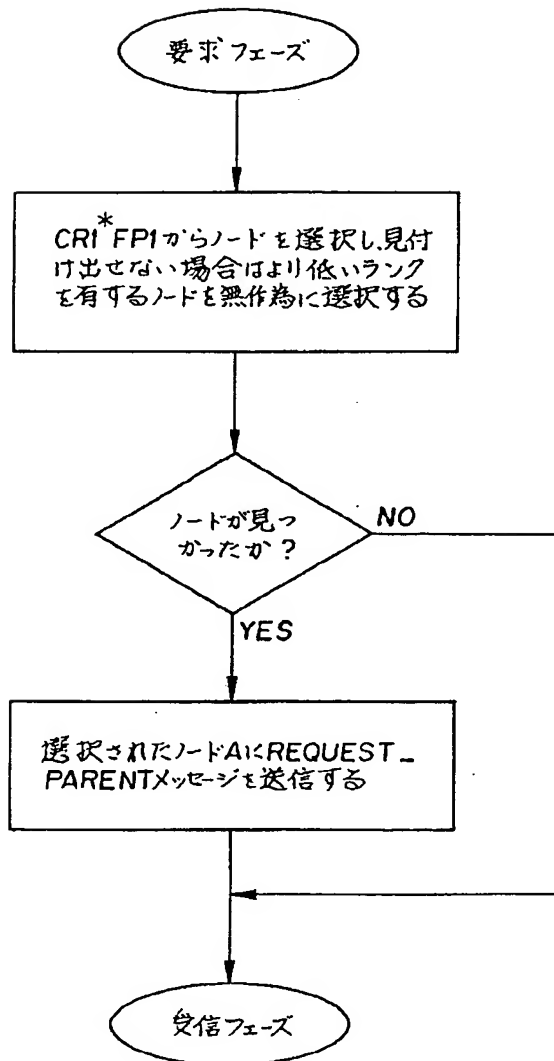 要求フェーズ
CR1*FP1からノードを選択し、見付
け出せない場合はより低いランク
を有するノードを無作為に選択する
ノードが見つ
かったか?
NO
YES
選択されたノードAにREQUEST_
PARENTメッセージを送信する
受信フェーズ